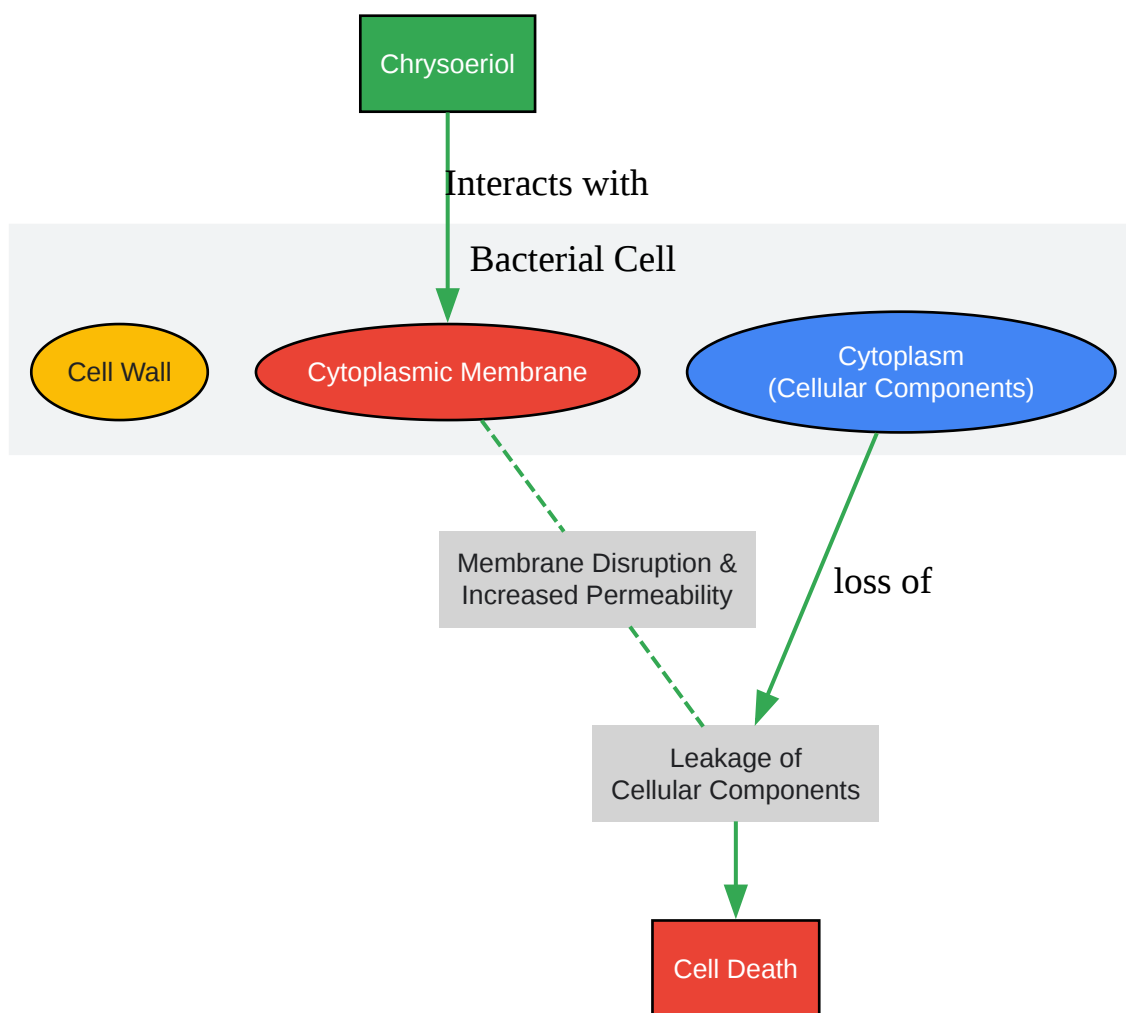 Chrysoeriol
Interacts with
Bacterial Cell
Cell Wall
Cytoplasmic Membrane
Cytoplasm
(Cellular Components)
Membrane Disruption &
Increased Permeability
loss of
Leakage of
Cellular Components
Cell Death